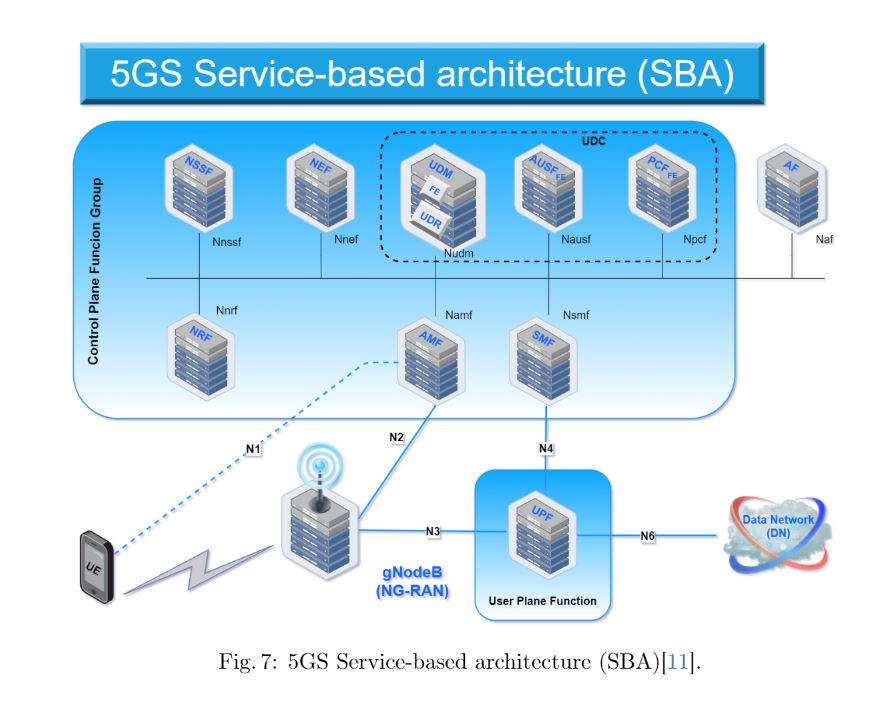 5GS Service-based architecture (SBA)
UDC
NSSF
NEF
UDM
FE
UDR
AUSF FE
PCF FE
AF
Nnssf
Nnef
Nudm
Nausf
Npcf
Naf
Control Plane Funcion Group
Nnrf
Namf
Nsmf
NRF
AMF
SMF
N1
N2
N4
UE
N3
UPF
N6
Data Network
(DN)
gNodeB
(NG-RAN)
User Plane Function
Fig. 7: 5GS Service-based architecture (SBA)[11].